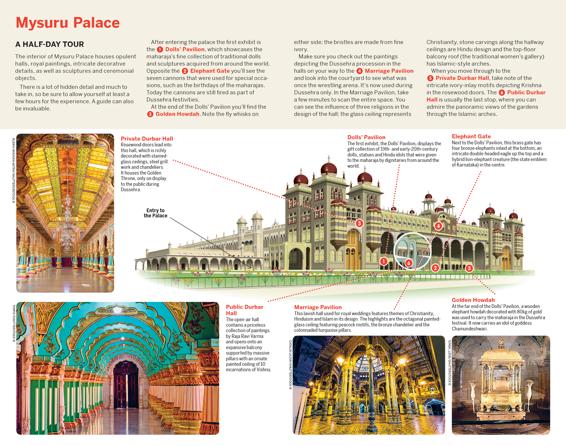 Mysuru Palace
A HALF-DAY TOUR
The interior of Mysuru Palace houses opulent
halls, royal paintings, intricate decorative
details, as well as sculptures and ceremonial
objects.
There is a lot of hidden detail and much to
take in, so be sure to allow yourself at least a
few hours for the experience. A guide can also
be invaluable.
After entering the palace the first exhibit is
the 1 Dolls' Pavilion, which showcases the
maharaja's fine collection of traditional dolls
and sculptures acquired from around the world.
Opposite the 2 Elephant Gate you'll see the
seven cannons that were used for special occa-
sions, such as the birthdays of the maharajas.
Today the cannons are still fired as part of
Dussehra festivities.
At the end of the Dolls' Pavilion you'll find the
3 Golden Howdah. Note the fly whisks on
either side; the bristles are made from fine
ivory.
Make sure you check out the paintings
depicting the Dussehra procession in the
halls on your way to the 4 Marriage Pavilion
and look into the courtyard to see what was
once the wrestling arena. It's now used during
Dussehra only. In the Marriage Pavilion, take
a few minutes to scan the entire space. You
can see the influence of three religions in the
design of the hall: the glass ceiling represents
Christianity, stone carvings along the hallway
ceilings are Hindu design and the top-floor
balcony roof (the traditional women's gallery)
has Islamic style arches.
When you move through to the
5 Private Durbar Hall, take note of the
intricate ivory-inlay motifs depicting Krishna
in the rosewood doors. The 6 Public Durbar
Hall is usually the last stop, where you can
admire the panoramic views of the gardens
through the Islamic arches.
Private Durbar Hall
Rosewood doors lead into
this hall, which is richly
decorated with stained-
glass ceilings, steel grill
work and chandeliers.
It houses the Golden
Throne, only on display
to the public during
Dussehra.
Dolls' Pavilion
The first exhibit, the Dolls' Pavilion, displays the
gift collection of 19th- and early-20th-century
dolls, statues and Hindu idols that were given
to the maharaja by dignitaries from around the
world.
Elephant Gate
Next to the Dolls' Pavilion, this brass gate has
four bronze elephants inlaid at the bottom, an
intricate double-headed eagle up the top and a
hybrid lion-elephant creature (the state emblem
of Karnataka) in the centre.
Entry to
the Palace
5
4
1
6
2
3
Public Durbar
Hall
The open-air hall
contains a priceless
collection of paintings
by Raja Ravi Varma
and opens onto an
expansive balcony
supported by massive
pillars with an ornate
painted ceiling of 10
incarnations of Vishnu.
Marriage Pavilion
This lavish hall used for royal weddings features themes of Christianity,
Hinduism and Islam in its design. The highlights are the octagonal painted-
glass ceiling featuring peacock motifs, the bronze chandelier and the
colonnaded turquoise pillars.
Golden Howdah
At the far end of the Dolls' Pavilion, a wooden
elephant howdah decorated with 80kg of gold
was used to carry the maharaja in the Dussehra
festival. It now carries an idol of goddess
Chamundeshwari.